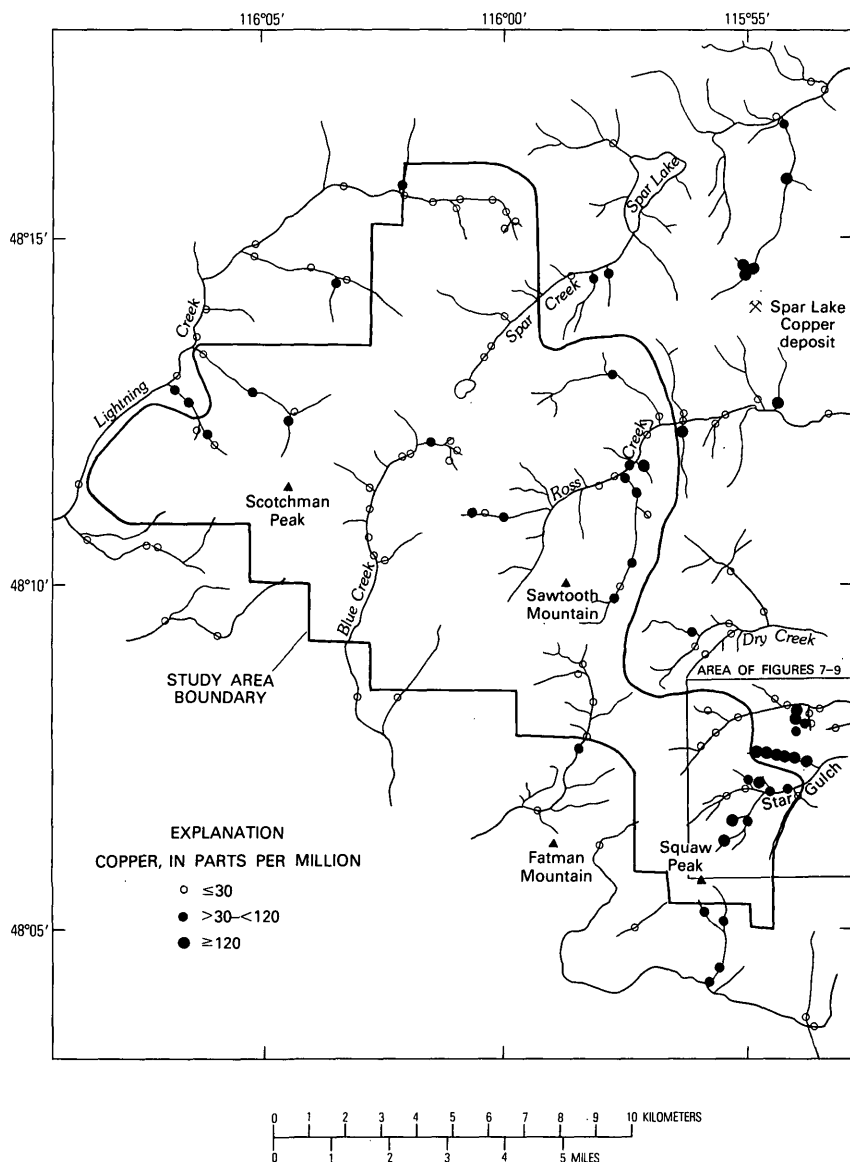 116°05′
116°00′
115°55′
48°15′
48°10′
48°05′
Spar Lake
Spar Creek
Spar Lake
Copper
deposit
Lightning Creek
Scotchman
Peak
Ross Creek
Blue Creek
Sawtooth
Mountain
Dry Creek
STUDY AREA
BOUNDARY
AREA OF FIGURES 7–9
Star Gulch
Squaw
Peak
Fatman
Mountain
EXPLANATION
COPPER, IN PARTS PER MILLION
≤30
>30–<120
≥120
0 1 2 3 4 5 6 7 8 9 10 KILOMETERS
0 1 2 3 4 5 MILES